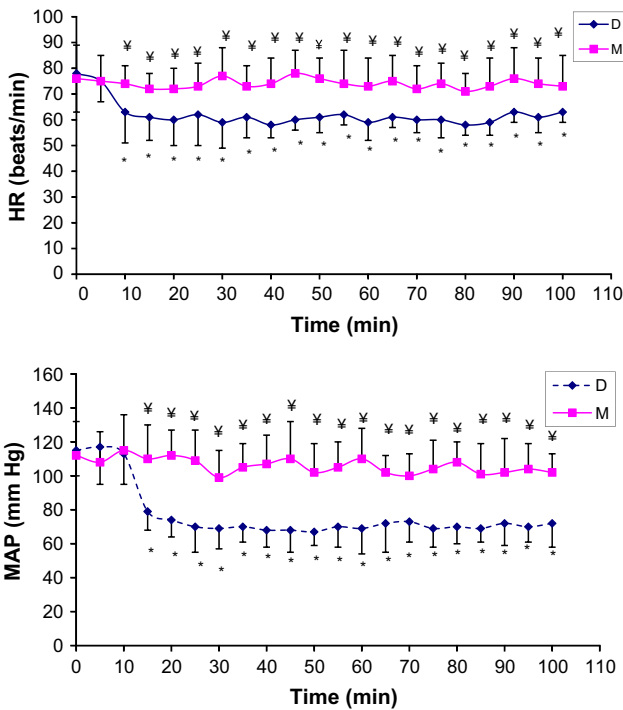 100
90
80
70
60
50
40
30
20
10
0
HR (beats/min)
¥ ¥ ¥ ¥ ¥ ¥ ¥ ¥ ¥ ¥ ¥ ¥ ¥ ¥ ¥ ¥ ¥ ¥ ¥
* * * * * * * * * * * * * * * * * * *
D
M
0 10 20 30 40 50 60 70 80 90 100 110
Time (min)
160
140
120
100
80
60
40
20
0
MAP (mm Hg)
¥ ¥ ¥ ¥ ¥ ¥ ¥ ¥ ¥ ¥ ¥ ¥ ¥ ¥ ¥ ¥ ¥ ¥
* * * * * * * * * * * * * * * * * *
D
M
0 10 20 30 40 50 60 70 80 90 100 110
Time (min)